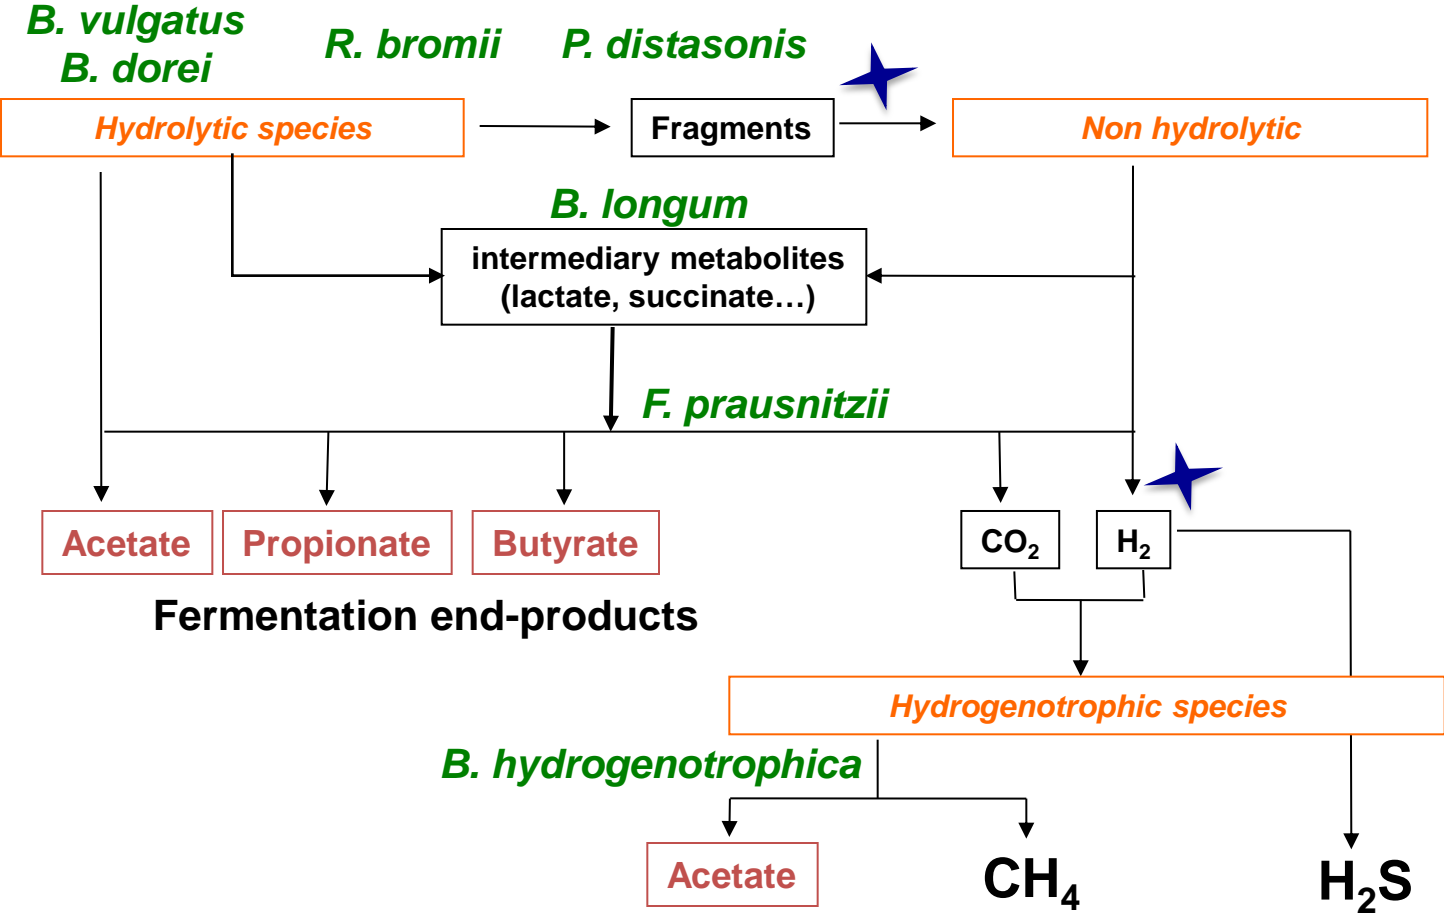 B. vulgatus
B. dorei
R. bromii
P. distasonis
Hydrolytic species
Fragments
Non hydrolytic
B. longum
intermediary metabolites
(lactate, succinate…)
F. prausnitzii
Acetate
Propionate
Butyrate
CO₂
H₂
Fermentation end-products
Hydrogenotrophic species
B. hydrogenotrophica
Acetate
CH₄
H₂S